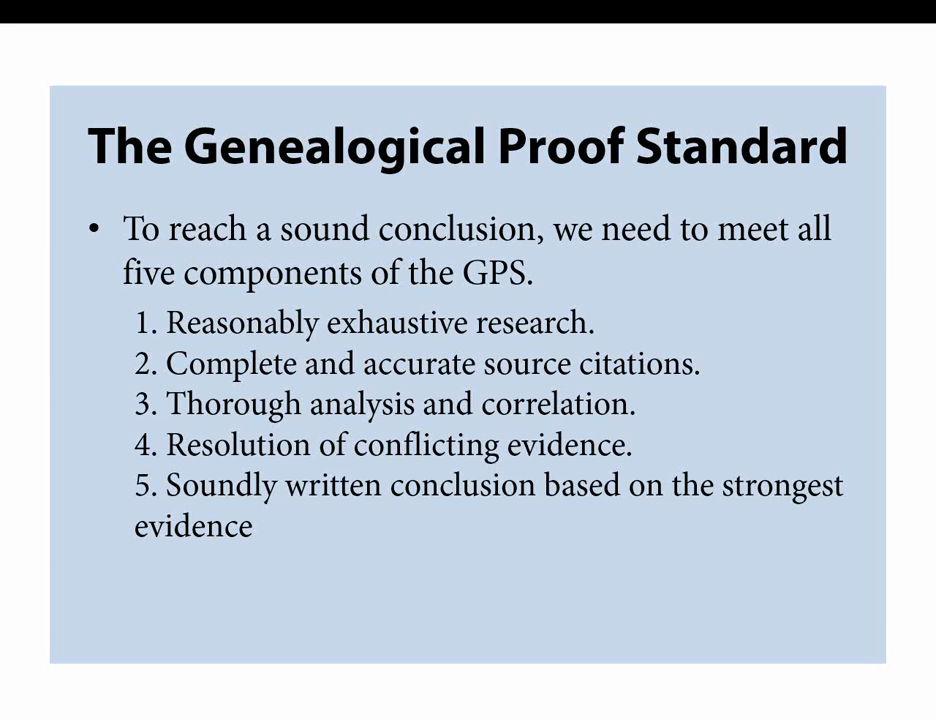 The Genealogical Proof Standard
• To reach a sound conclusion, we need to meet all
five components of the GPS.
1. Reasonably exhaustive research.
2. Complete and accurate source citations.
3. Thorough analysis and correlation.
4. Resolution of conflicting evidence.
5. Soundly written conclusion based on the strongest
evidence